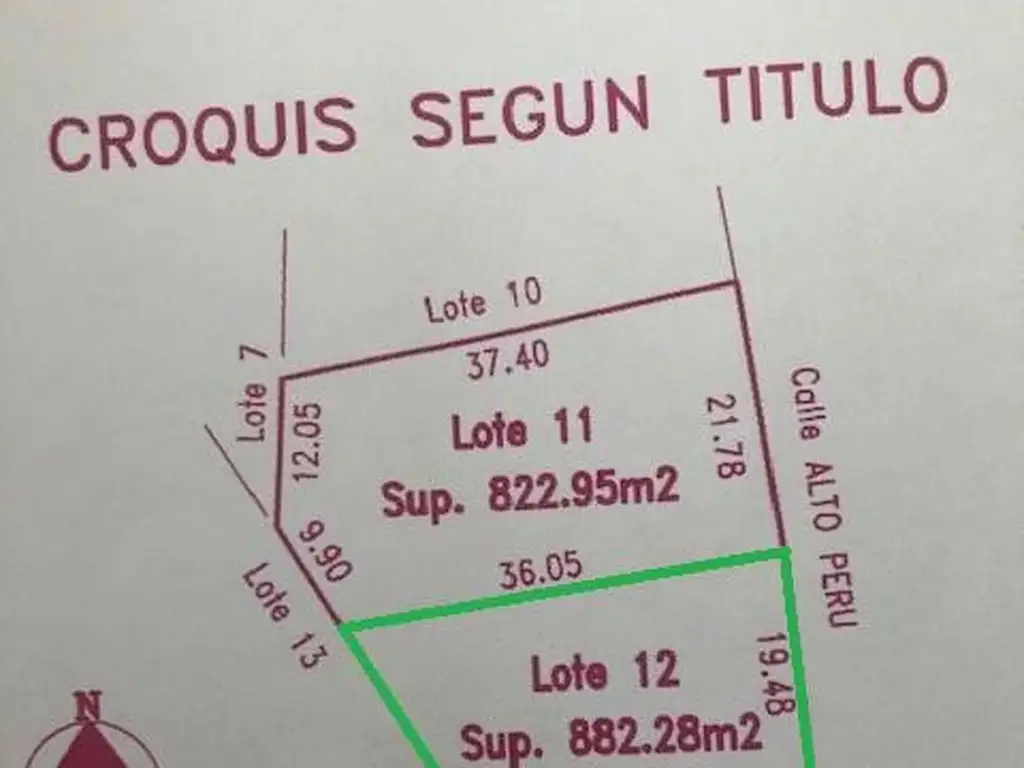 CROQUIS SEGUN TITULO
Lote 10
37.40
Lote 7
12.05
Lote 11
Sup. 822.95m2
21.78
Calle ALTO PERU
9.90
Lote 13
36.05
Lote 12
Sup. 882.28m2
19.48
N